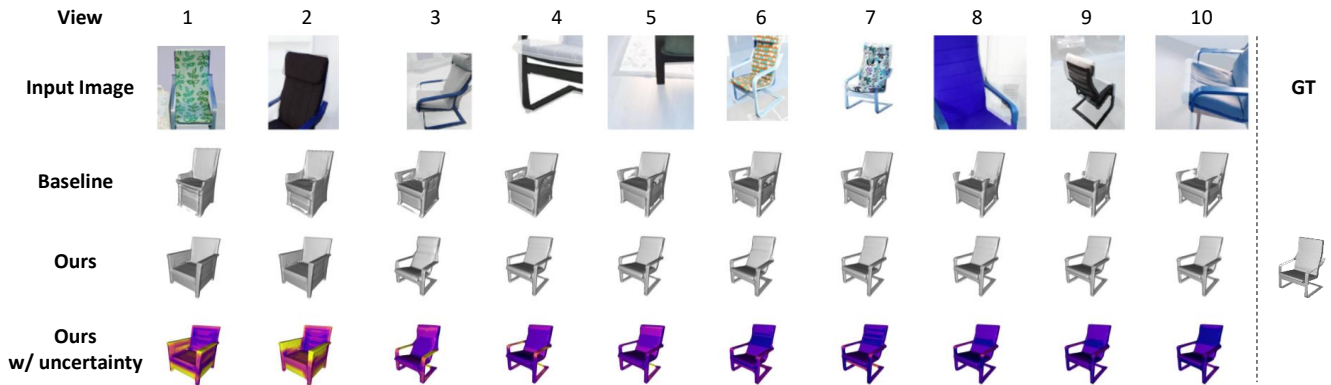 View 1 2 3 4 5 6 7 8 9 10
Input Image
GT
Baseline
Ours
Ours
w/ uncertainty